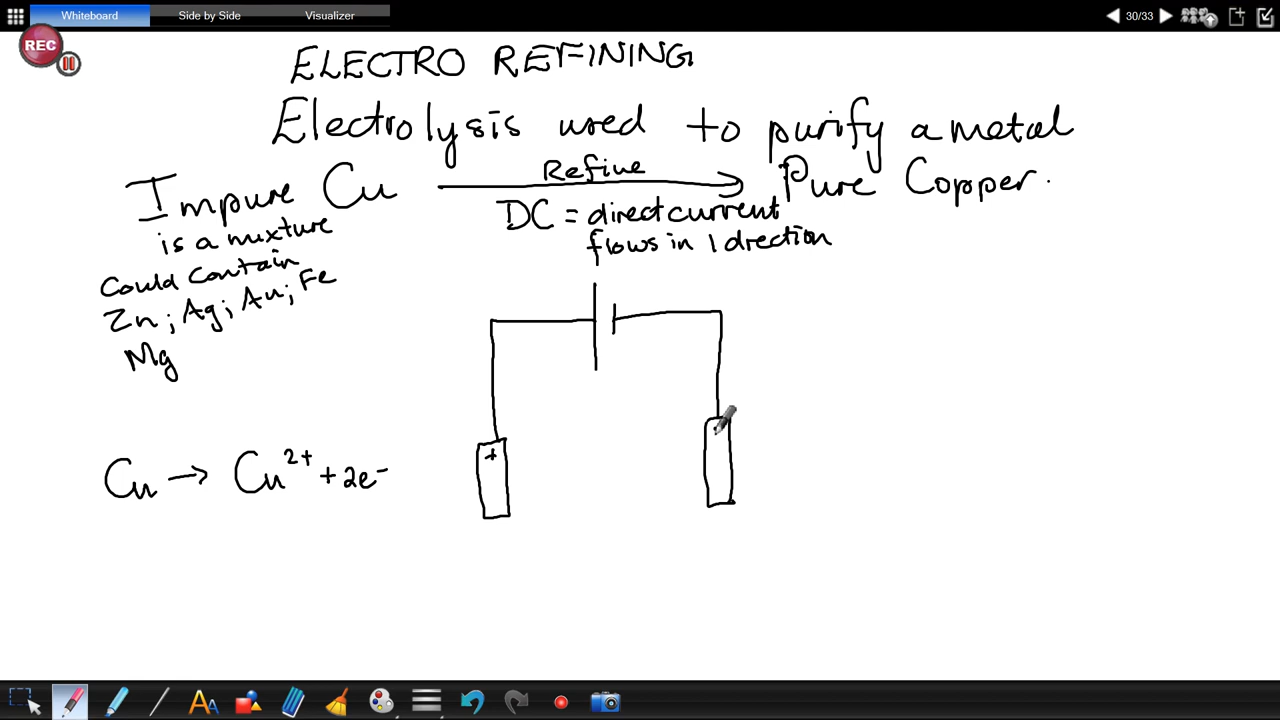 Whiteboard Side by Side Visualizer 30/33
REC
ELECTRO REFINING
Electrolysis used to purify a metal
Impure Cu Refine Pure Copper.
is a mixture
Could Contain
Zn; Ag; Au; Fe
Mg
DC = direct current
flows in 1 direction
+
Cu → Cu²⁺ + 2e⁻